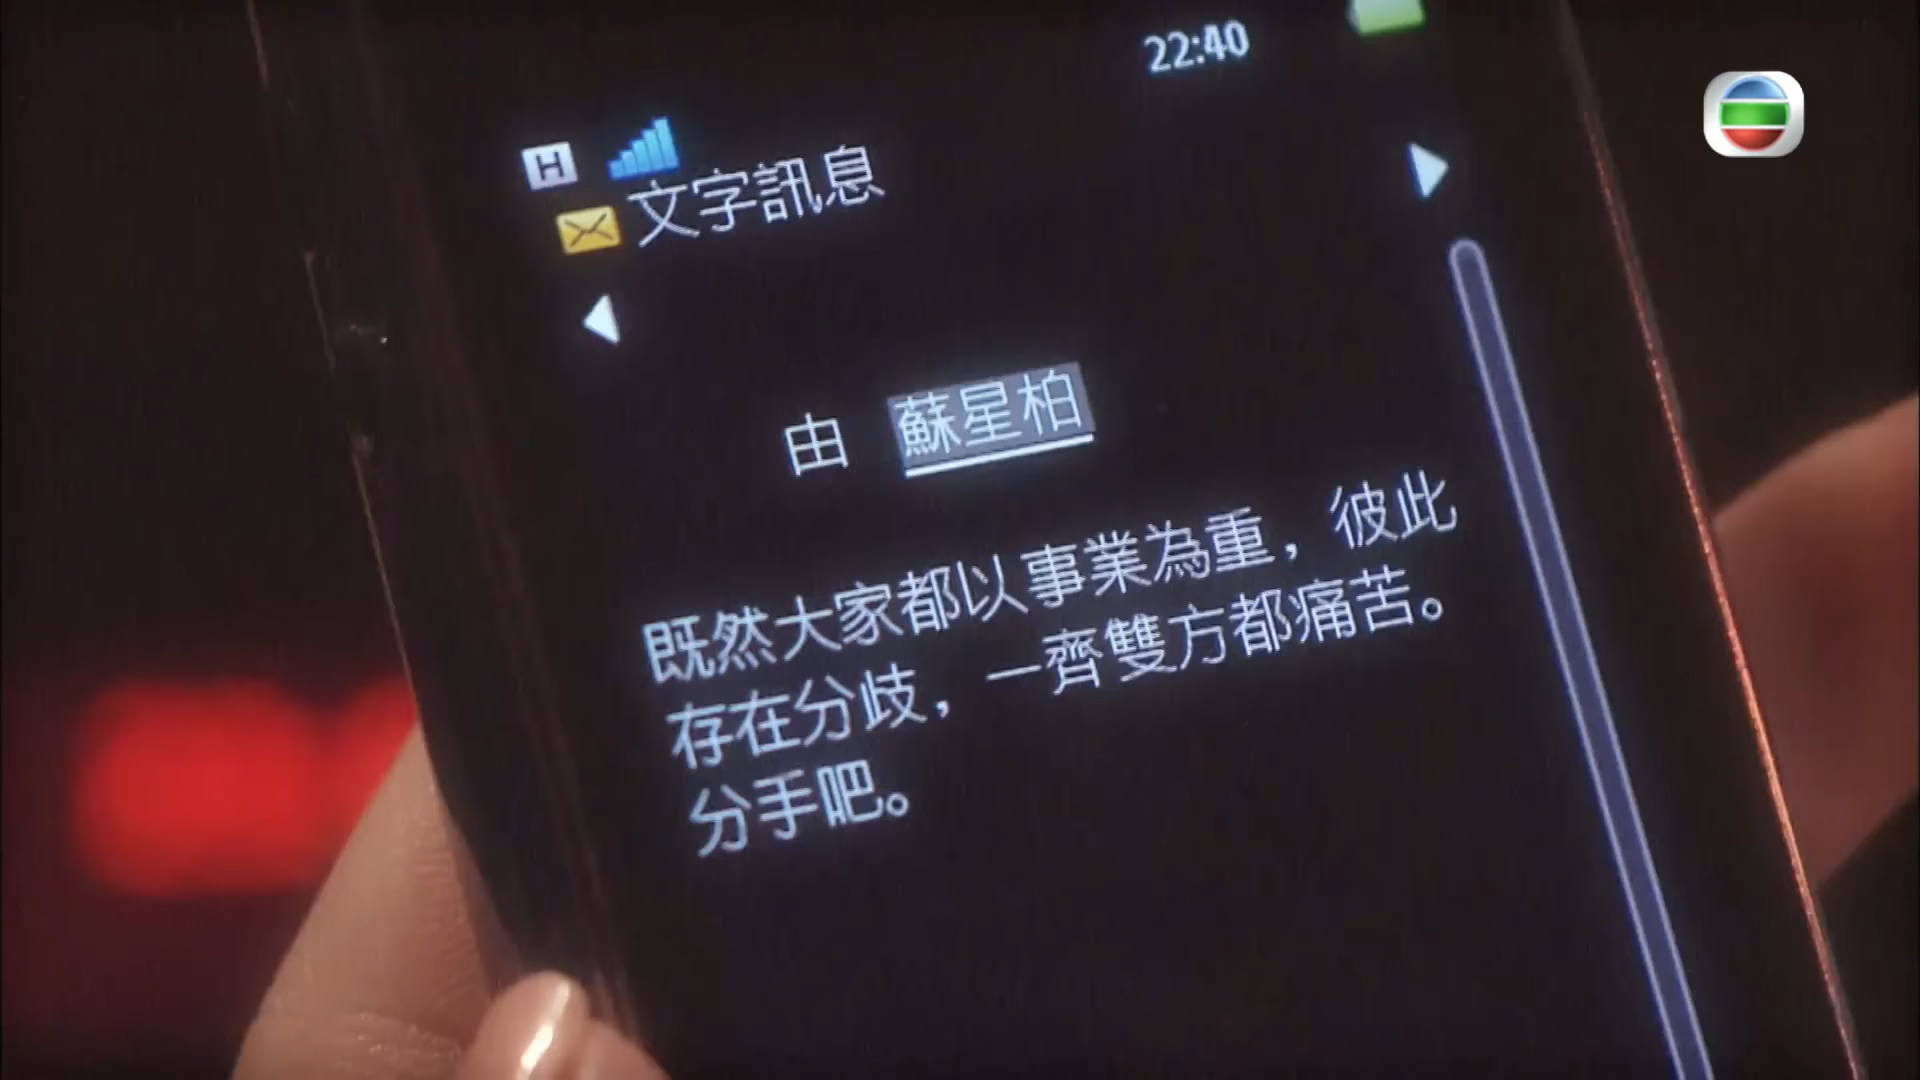 22:40
H
文字訊息
由 蘇星柏
既然大家都以事業為重，彼此
存在分歧，一齊雙方都痛苦。
分手吧。